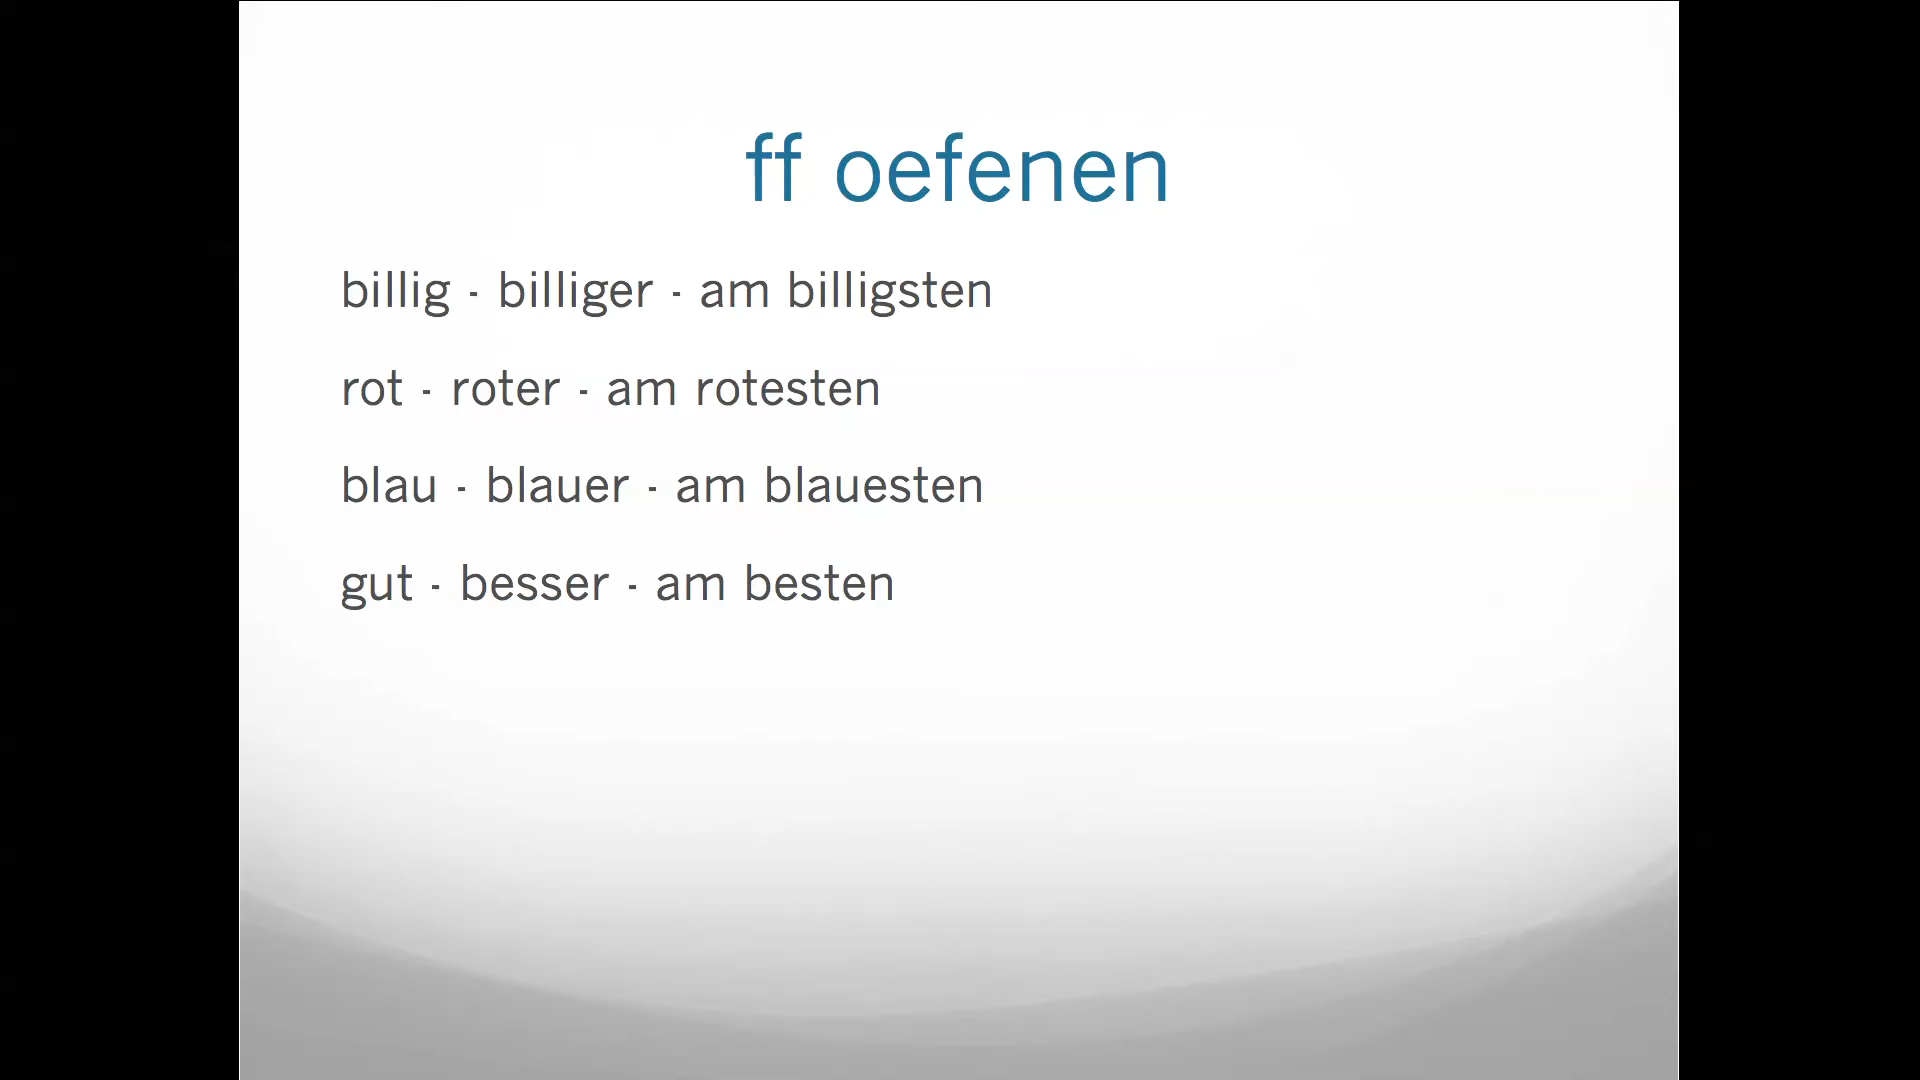 ff oefenen
billig - billiger - am billigsten
rot - roter - am rotesten
blau - blauer - am blauesten
gut - besser - am besten